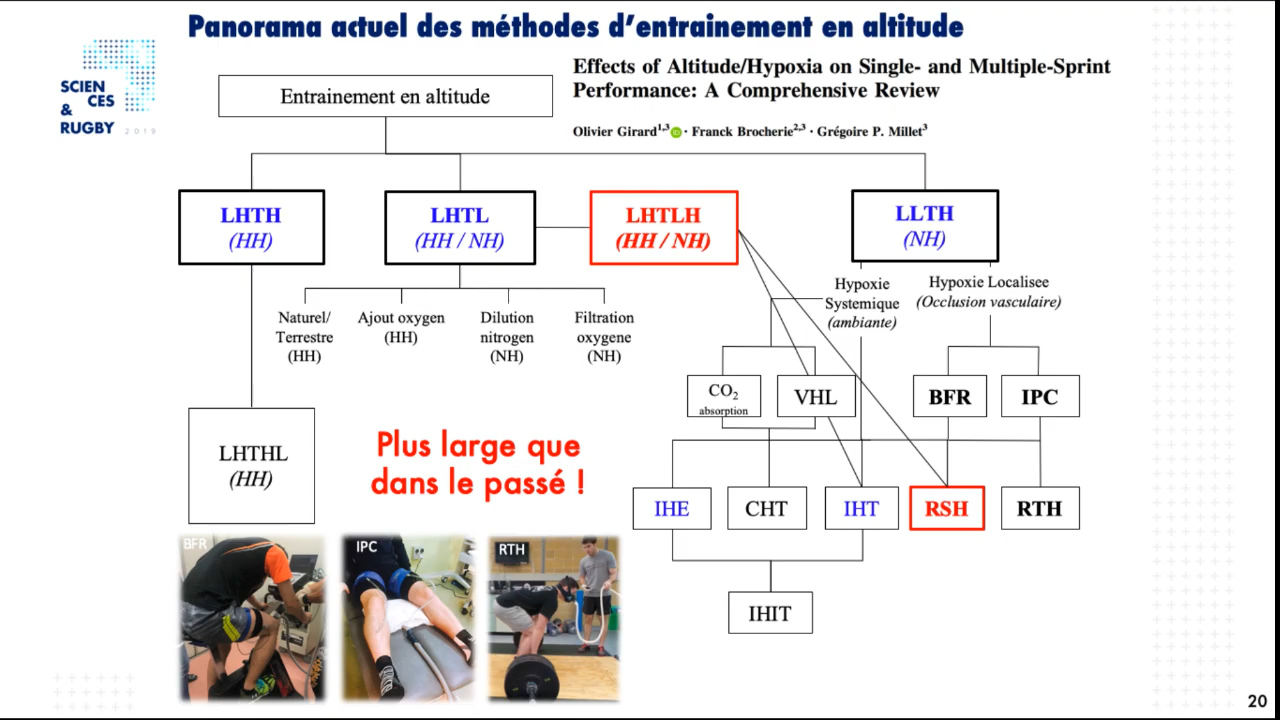 Panorama actuel des méthodes d'entrainement en altitude
SCIEN
CES
&
RUGBY 2019
Effects of Altitude/Hypoxia on Single- and Multiple-Sprint
Performance: A Comprehensive Review
Olivier Girard1,3 · Franck Brocherie2,3 · Grégoire P. Millet3
Entrainement en altitude
LHTH
(HH)
LHTL
(HH / NH)
LHTLH
(HH / NH)
LLTH
(NH)
Hypoxie
Systemique
(ambiante)
Hypoxie Localisee
(Occlusion vasculaire)
Naturel/
Terrestre
(HH)
Ajout oxygen
(HH)
Dilution
nitrogen
(NH)
Filtration
oxygene
(NH)
CO2
absorption
VHL
BFR
IPC
LHTHL
(HH)
Plus large que
dans le passé !
IHE
CHT
IHT
RSH
RTH
IHIT
BFR
IPC
RTH
20